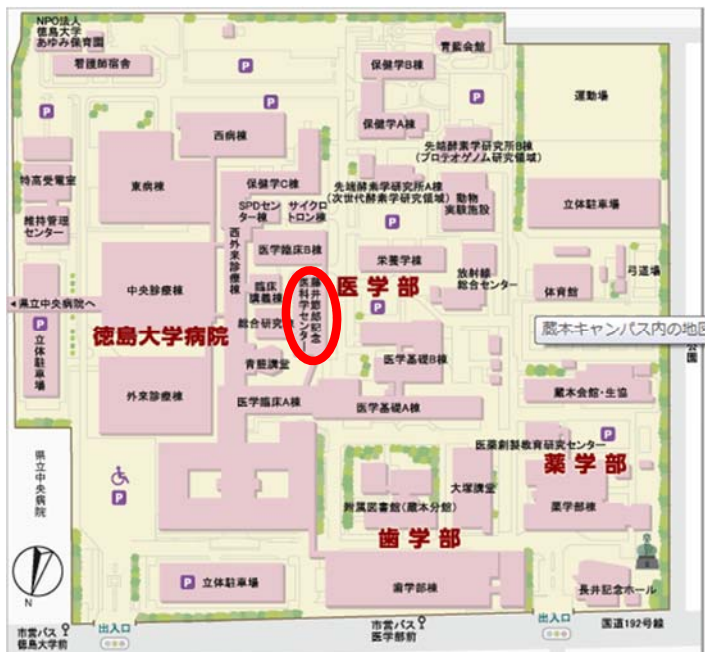 NPO法人
徳島大学
あゆみ保育園
看護師宿舎
P
P
P
青藍会館
保健学B棟
P
運動場
保健学A棟
西病棟
先端酵素学研究所B棟
(プロテオゲノム研究領域)
特高受電室
東病棟
保健学C棟
先端酵素学研究所A棟
(次世代酵素学研究領域)
動物
実験施設
立体駐車場
維持管理
センター
SPDセン
ター棟
サイクロ
トロン棟
P
西外来診療棟
医学臨床B棟
栄養学棟
放射線
総合センター
弓道場
体育館
県立中央病院へ
中央診療棟
臨床
講義棟
藤井節郎記念
医科学センター
医学部
P
立体駐車場
徳島大学病院
総合研究
P
蔵本キャンパス内の地図
公園
青藍講堂
医学基礎B棟
外来診療棟
蔵本会館・生協
医学臨床A棟
医学基礎A棟
医薬創製教育研究センター
P
薬学部
県立中央病院
P
大塚講堂
附属図書館(蔵本分館)
薬学部棟
歯学部
P 立体駐車場
歯学部棟
長井記念ホール
N
市営バス
徳島大学前
出入口
市営バス
医学部前
出入口
国道192号線